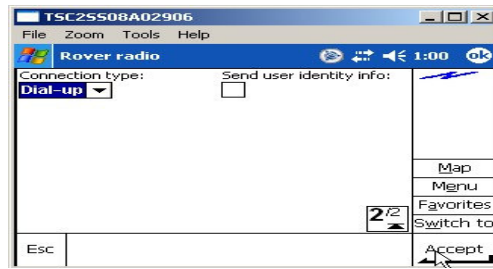 TSC2SS08A02906
File Zoom Tools Help
Rover radio 1:00 ok
Connection type: Send user identity info:
Dial-up
Map
Menu
Favorites
2/2
Switch to
Esc Accept